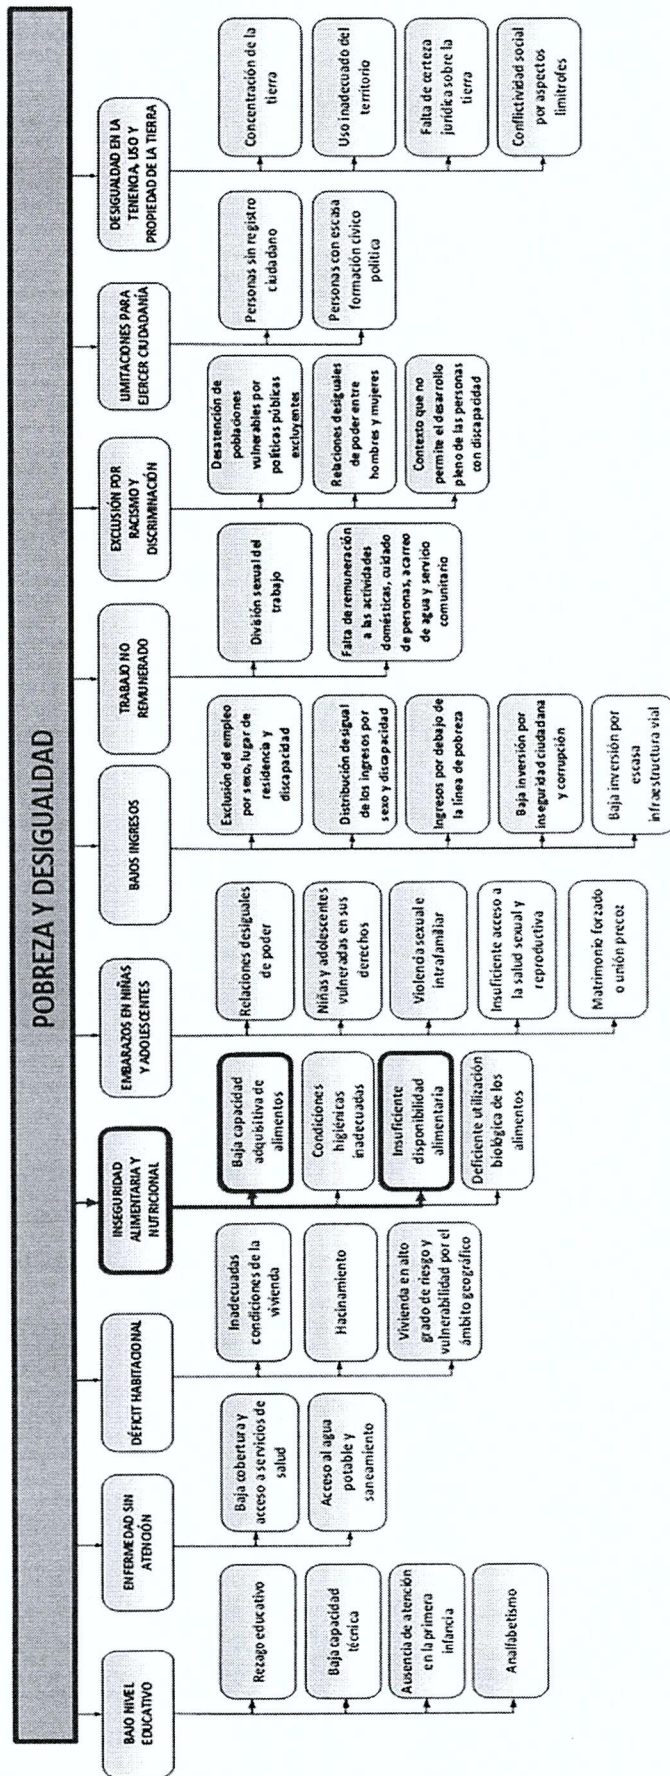 POBREZA Y DESIGUALDAD
BAJO NIVEL
EDUCATIVO
Rezago educativo
Baja capacidad
técnica
Ausencia de atención
en la primera
infancia
Analfabetismo
ENFERMEDAD SIN
ATENCIÓN
Baja cobertura y
acceso a servicios de
salud
Acceso al agua
potable y
saneamiento
DÉFICIT HABITACIONAL
Inadecuadas
condiciones de la
vivienda
Hacinamiento
Vivienda en alto
grado de riesgo y
vulnerabilidad por el
ámbito geográfico
INSEGURIDAD
ALIMENTARIA Y
NUTRICIONAL
Baja capacidad
adquisitiva de
alimentos
Condiciones
higiénicas
inadecuadas
Insuficiente
disponibilidad
alimentaria
Deficiente utilización
biológica de los
alimentos
EMBARAZOS EN NIÑAS
Y ADOLESCENTES
Relaciones desiguales
de poder
Niñas y adolescentes
vulneradas en sus
derechos
Violencia sexual e
intrafamiliar
Insuficiente acceso a
la salud sexual y
reproductiva
Matrimonio forzado
o unión precoz
BAJOS INGRESOS
Exclusión del empleo
por sexo, lugar de
residencia y
discapacidad
Distribución desigual
de los ingresos por
sexo y discapacidad
Ingresos por debajo de
la línea de pobreza
Baja inversión por
inseguridad ciudadana
y corrupción
Baja inversión por
escasa
infraestructura vial
TRABAJO NO
REMUNERADO
División sexual del
trabajo
Falta de remuneración
a las actividades
domésticas, cuidado
de personas, acarreo
de agua y servicio
comunitario
EXCLUSIÓN POR
RACISMO Y
DISCRIMINACIÓN
Desatención de
poblaciones
vulnerables por
políticas públicas
excluyentes
Relaciones desiguales
de poder entre
hombres y mujeres
Contexto que no
permite el desarrollo
pleno de las personas
con discapacidad
LIMITACIONES PARA
EJERCER CIUDADANÍA
Personas sin registro
ciudadano
Personas con escasa
formación cívico
política
DESIGUALDAD EN LA
TENENCIA, USO Y
PROPIEDAD DE LA TIERRA
Concentración de la
tierra
Uso inadecuado del
territorio
Falta de certeza
jurídica sobre la
tierra
Conflictividad social
por aspectos
limítrofes